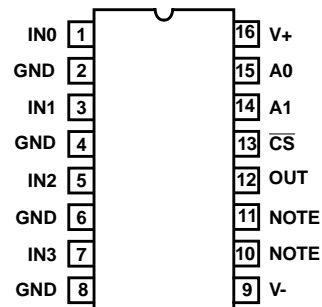 IN0 1 16 V+
GND 2 15 A0
IN1 3 14 A1
GND 4 13 C̅S̅
IN2 5 12 OUT
GND 6 11 NOTE
IN3 7 10 NOTE
GND 8 9 V-